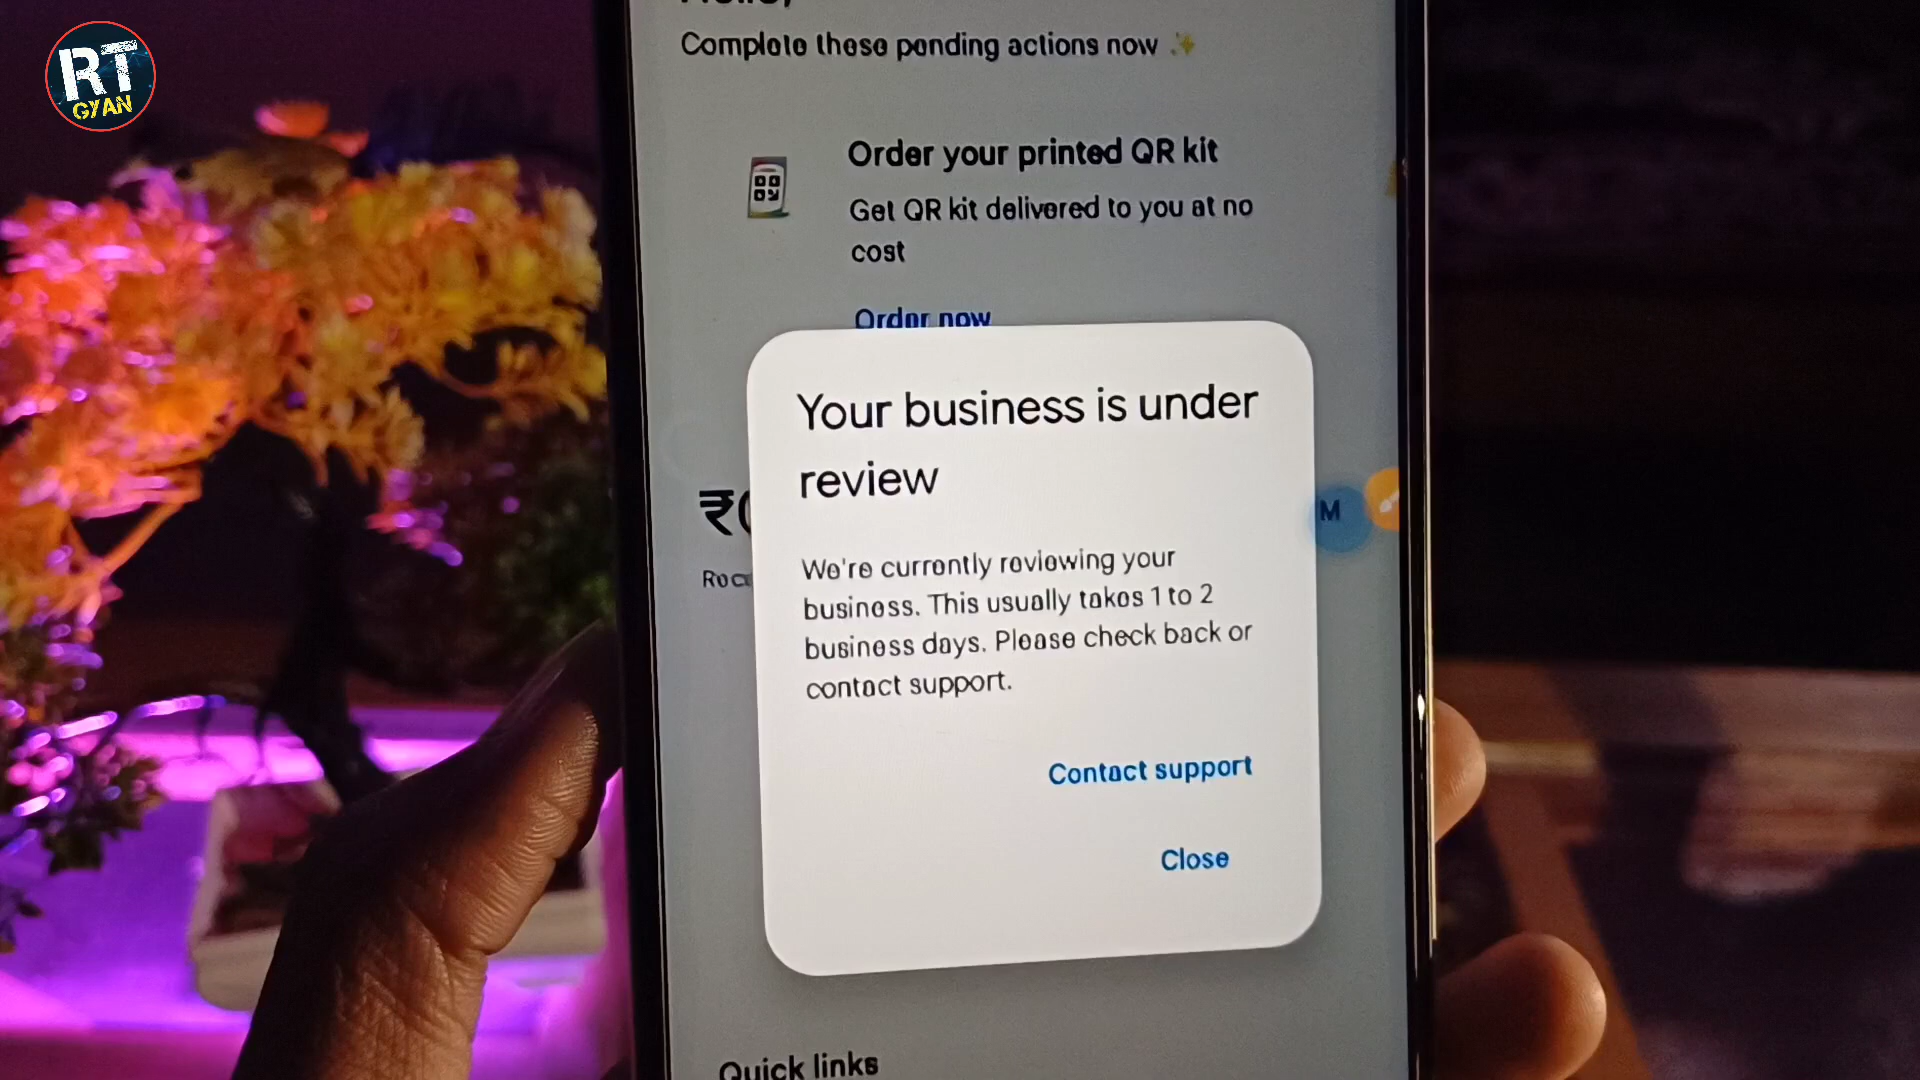 RT
GYAN
Hello,
Complete these pending actions now
Order your printed QR kit
Get QR kit delivered to you at no
cost
Order now
Your business is under
review
We're currently reviewing your
business. This usually takes 1 to 2
business days. Please check back or
contact support.
Contact support
Close
₹0
M
Quick links